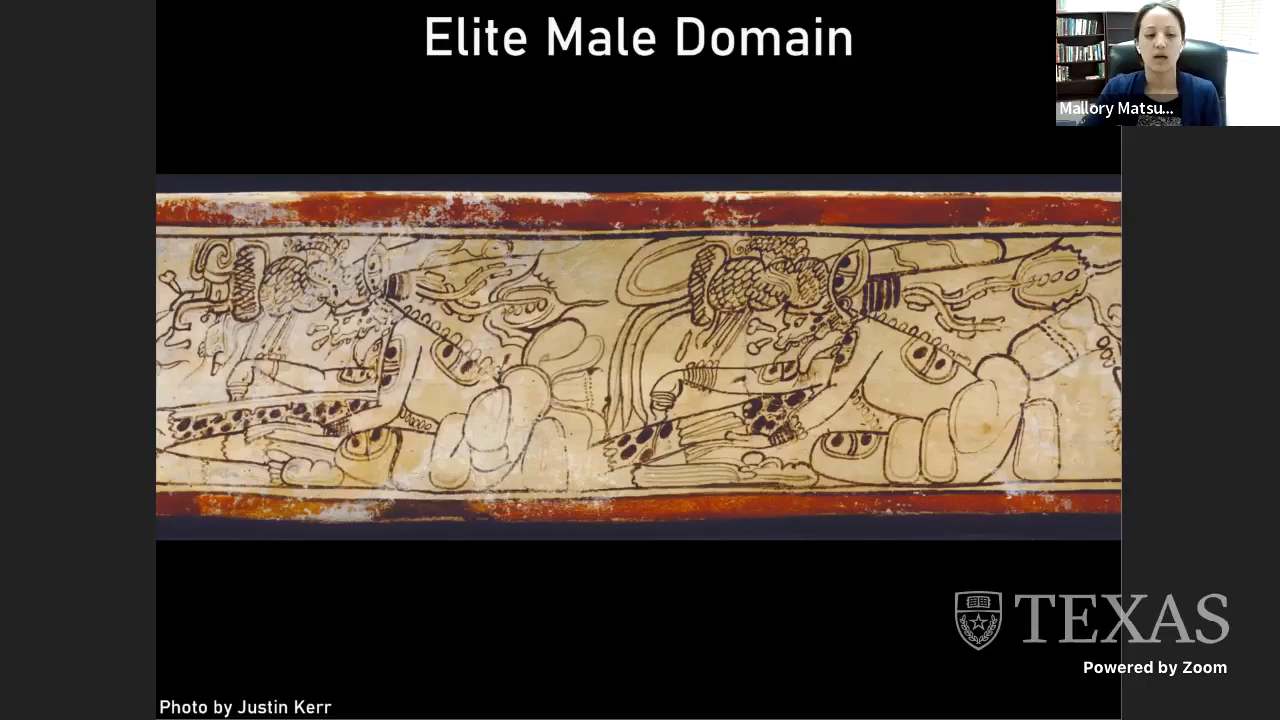 Elite Male Domain
Mallory Matsu...
TEXAS
Powered by Zoom
Photo by Justin Kerr